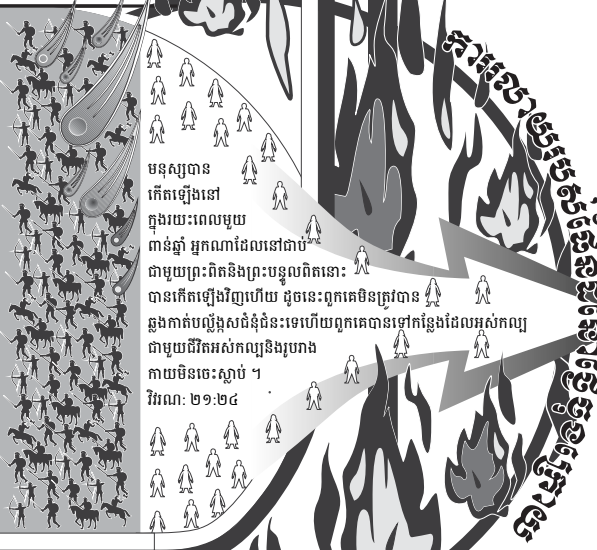 មនុស្សបាន
កើតឡើងនៅ
ក្នុងរយះពេលមួយ
ពាន់ឆ្នាំ អ្នកណាដែលនៅជាប់
ជាមួយព្រះពិតនិងព្រះបន្ទូលពិតនោះ
បានកើតឡើងវិញហើយ ដូចនេះពួកគេមិនត្រូវបាន
ឆ្លងកាត់បល្ល័ង្កសជំនុំជំនះទេហើយពួកគេបានទៅកន្លែងដែលអស់កល្ប
ជាមួយជីវិតអស់កល្បនិងរូបរាង
កាយមិនចេះស្លាប់ ។
វិវរណ: ២១:២៤